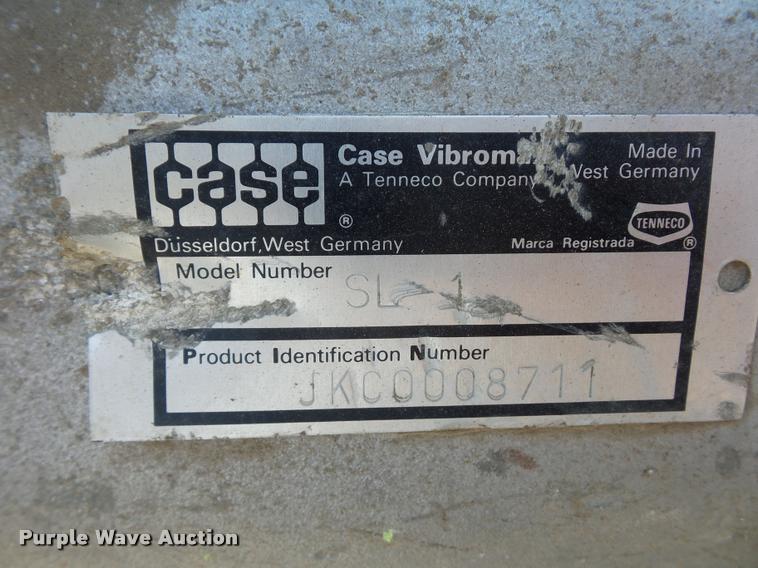 case ®
Case Vibroma
A Tenneco Company
Made In
West Germany
Düsseldorf, West Germany
Marca Registrada
TENNECO ®
Model Number
SL-1
Product Identification Number
JKC0008711
Purple Wave Auction